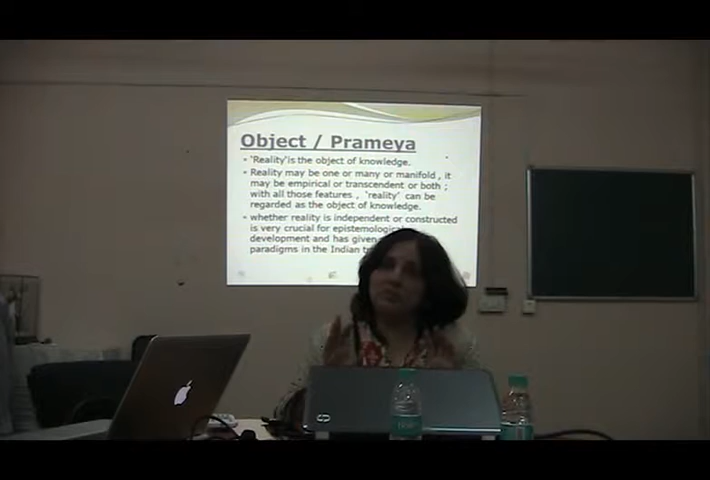 Object / Prameya
'Reality'is the object of knowledge.
Reality may be one or many or manifold , it
may be empirical or transcendent or both ;
with all those features , 'reality' can be
regarded as the object of knowledge.
whether reality is independent or constructed
is very crucial for epistemological
development and has given
paradigms in the Indian